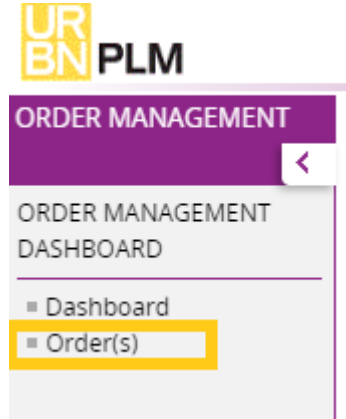 UR
BN PLM
ORDER MANAGEMENT
ORDER MANAGEMENT
DASHBOARD
Dashboard
Order(s)